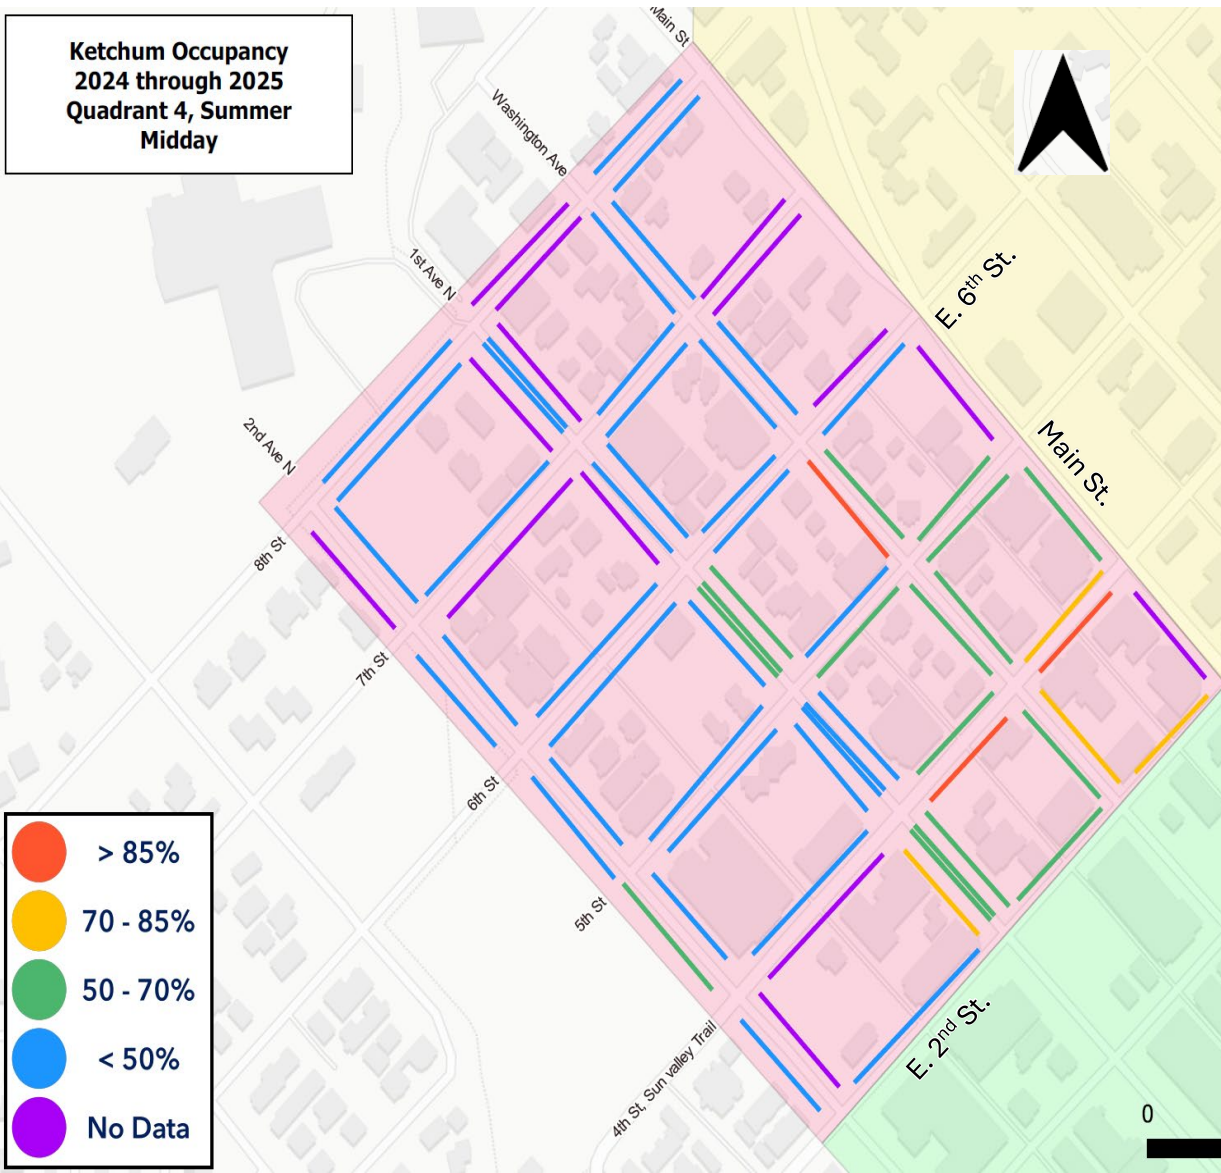 Ketchum Occupancy
2024 through 2025
Quadrant 4, Summer
Midday
Main St
Washington Ave
1st Ave N
E. 6th St.
Main St.
2nd Ave N
8th St
7th St
6th St
5th St
4th St, Sun valley Trail
E. 2nd St.
> 85%
70 - 85%
50 - 70%
< 50%
No Data
0